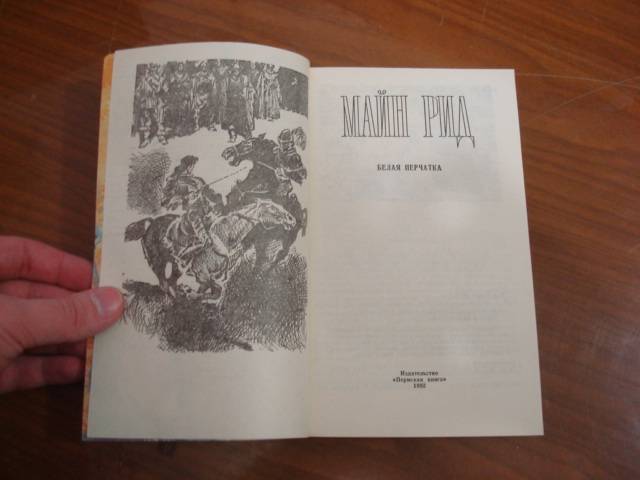 МАЙН РИД
БЕЛАЯ ПЕРЧАТКА
Издательство
«Пермская книга»